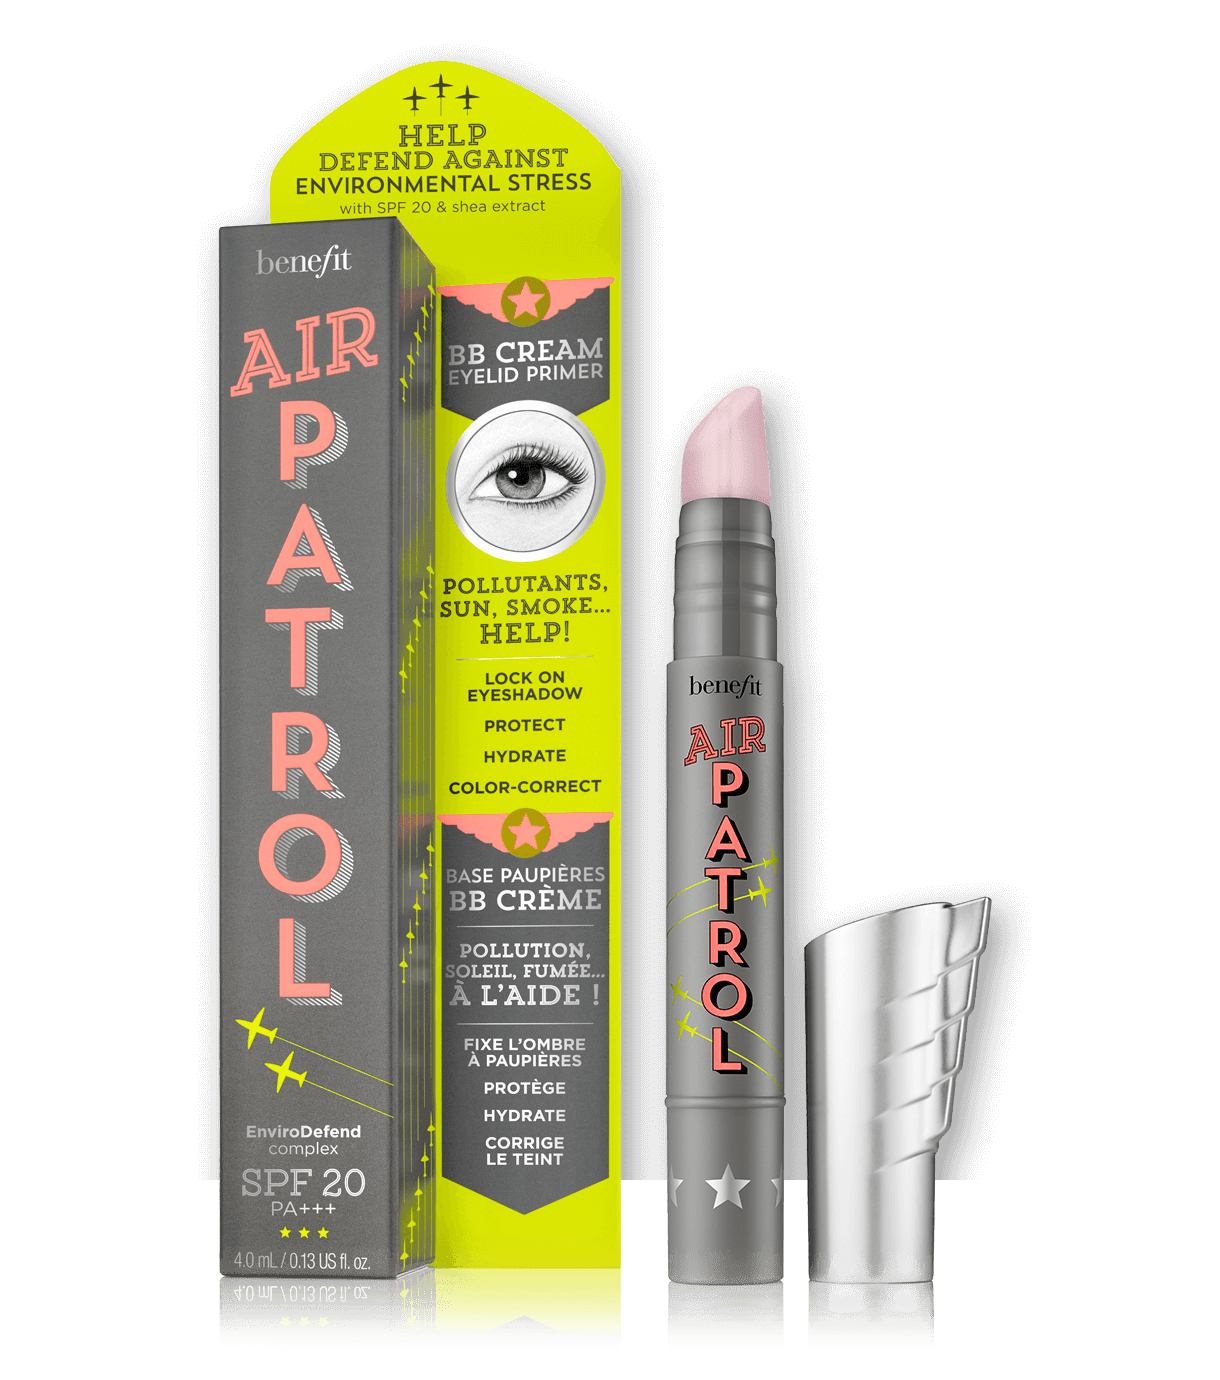 HELP
DEFEND AGAINST
ENVIRONMENTAL STRESS
with SPF 20 & shea extract
benefit
AIR
PATROL
EnviroDefend
complex
SPF 20
PA+++
4.0 mL / 0.13 US fl. oz.
BB CREAM
EYELID PRIMER
POLLUTANTS,
SUN, SMOKE...
HELP!
LOCK ON
EYESHADOW
PROTECT
HYDRATE
COLOR-CORRECT
BASE PAUPIÈRES
BB CRÈME
POLLUTION,
SOLEIL, FUMÉE...
À L'AIDE !
FIXE L'OMBRE
À PAUPIÈRES
PROTÈGE
HYDRATE
CORRIGE
LE TEINT
benefit
AIR
PATROL